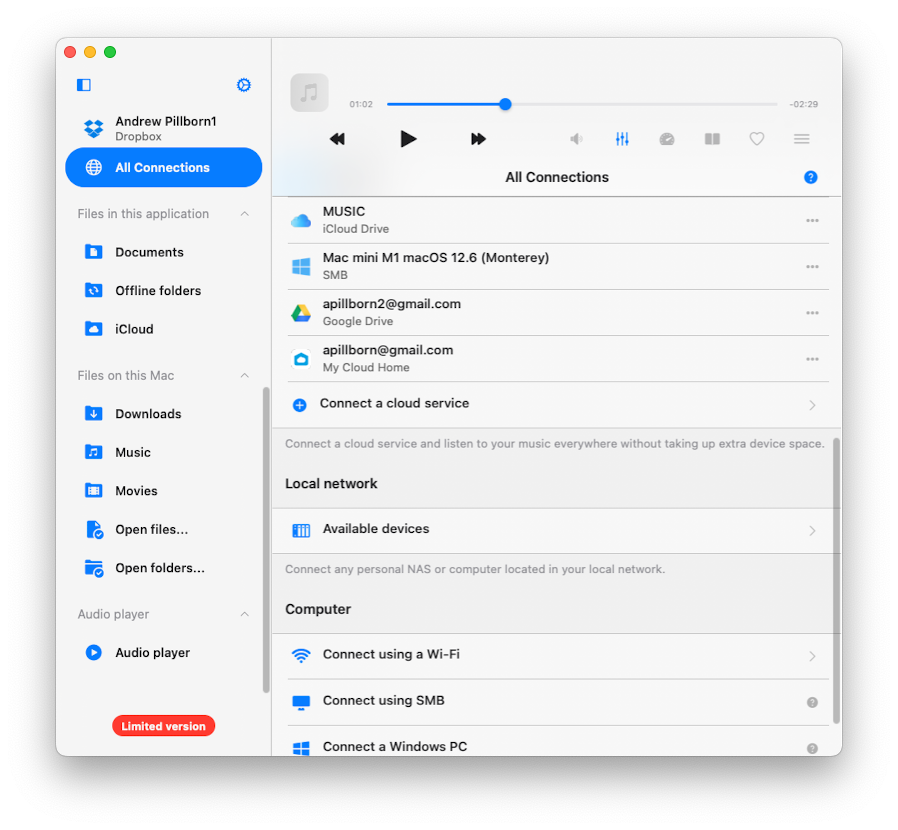 Andrew Pillborn1
Dropbox
All Connections
Files in this application
Documents
Offline folders
iCloud
Files on this Mac
Downloads
Music
Movies
Open files...
Open folders...
Audio player
Audio player
Limited version
01:02
-02:29
All Connections
?
MUSIC
iCloud Drive
Mac mini M1 macOS 12.6 (Monterey)
SMB
apillborn2@gmail.com
Google Drive
apillborn@gmail.com
My Cloud Home
Connect a cloud service
Connect a cloud service and listen to your music everywhere without taking up extra device space.
Local network
Available devices
Connect any personal NAS or computer located in your local network.
Computer
Connect using a Wi-Fi
Connect using SMB
?
Connect a Windows PC
?